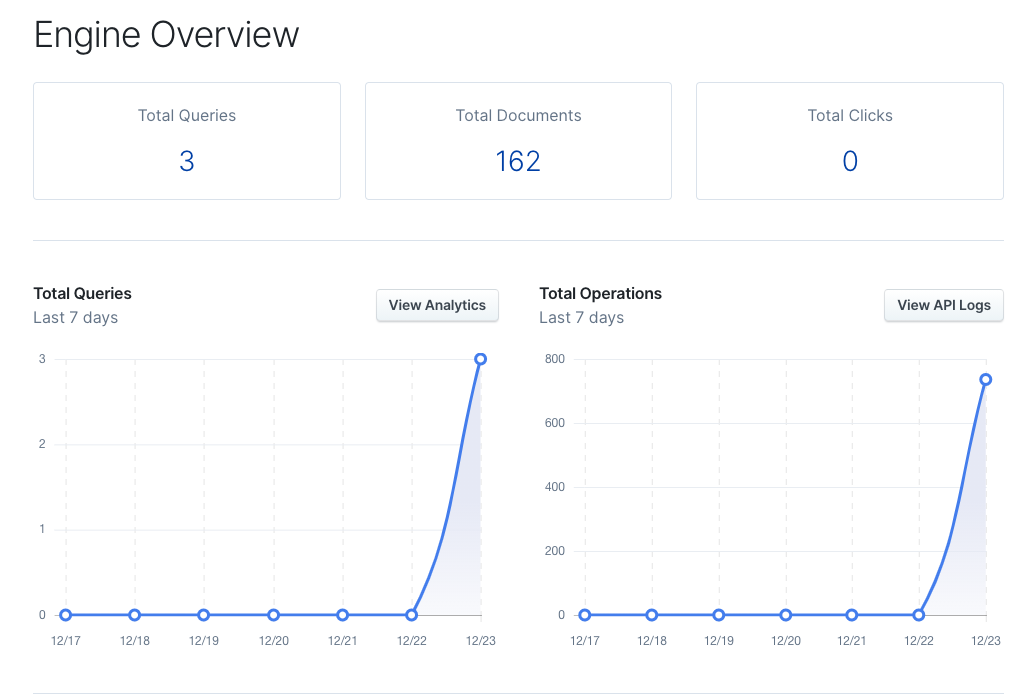 Engine Overview
Total Queries
3
Total Documents
162
Total Clicks
0
Total Queries
Last 7 days
View Analytics
3
2
1
0
12/17 12/18 12/19 12/20 12/21 12/22 12/23
Total Operations
Last 7 days
View API Logs
800
600
400
200
0
12/17 12/18 12/19 12/20 12/21 12/22 12/23